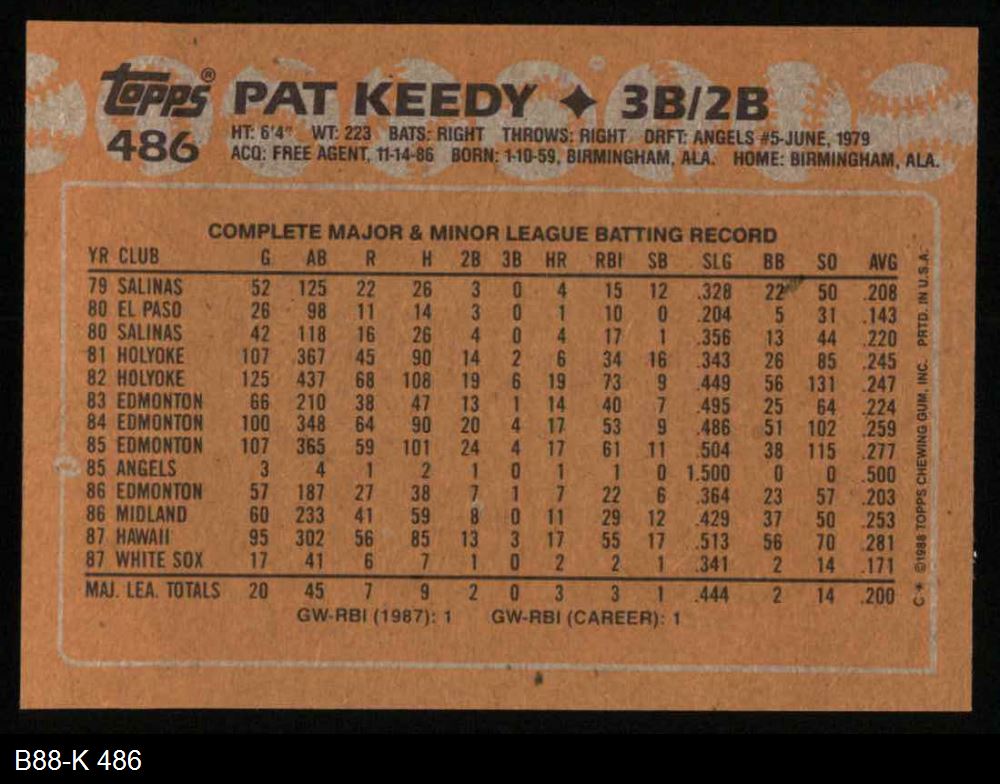 topps® PAT KEEDY ✦ 3B/2B
486 HT: 6'4" WT: 223 BATS: RIGHT THROWS: RIGHT DRFT: ANGELS #5-JUNE, 1979
ACQ: FREE AGENT, 11-14-86 BORN: 1-10-59, BIRMINGHAM, ALA. HOME: BIRMINGHAM, ALA.
COMPLETE MAJOR & MINOR LEAGUE BATTING RECORD
YR CLUB G AB R H 2B 3B HR RBI SB SLG BB SO AVG
79 SALINAS 52 125 22 26 3 0 4 15 12 .328 22 50 .208
80 EL PASO 26 98 11 14 3 0 1 10 0 .204 5 31 .143
80 SALINAS 42 118 16 26 4 0 4 17 1 .356 13 44 .220
81 HOLYOKE 107 367 45 90 14 2 6 34 16 .343 26 85 .245
82 HOLYOKE 125 437 68 108 19 6 19 73 9 .449 56 131 .247
83 EDMONTON 66 210 38 47 13 1 14 40 7 .495 25 64 .224
84 EDMONTON 100 348 64 90 20 4 17 53 9 .486 51 102 .259
85 EDMONTON 107 365 59 101 24 4 17 61 11 .504 38 115 .277
85 ANGELS 3 4 1 2 1 0 1 1 0 1.500 0 0 .500
86 EDMONTON 57 187 27 38 7 1 7 22 6 .364 23 57 .203
86 MIDLAND 60 233 41 59 8 0 11 29 12 .429 37 50 .253
87 HAWAII 95 302 56 85 13 3 17 55 17 .513 56 70 .281
87 WHITE SOX 17 41 6 7 1 0 2 2 1 .341 2 14 .171
MAJ. LEA. TOTALS 20 45 7 9 2 0 3 3 1 .444 2 14 .200
GW-RBI (1987): 1 GW-RBI (CAREER): 1
C* ©1988 TOPPS CHEWING GUM, INC. PRTD. IN U.S.A.
B88-K 486